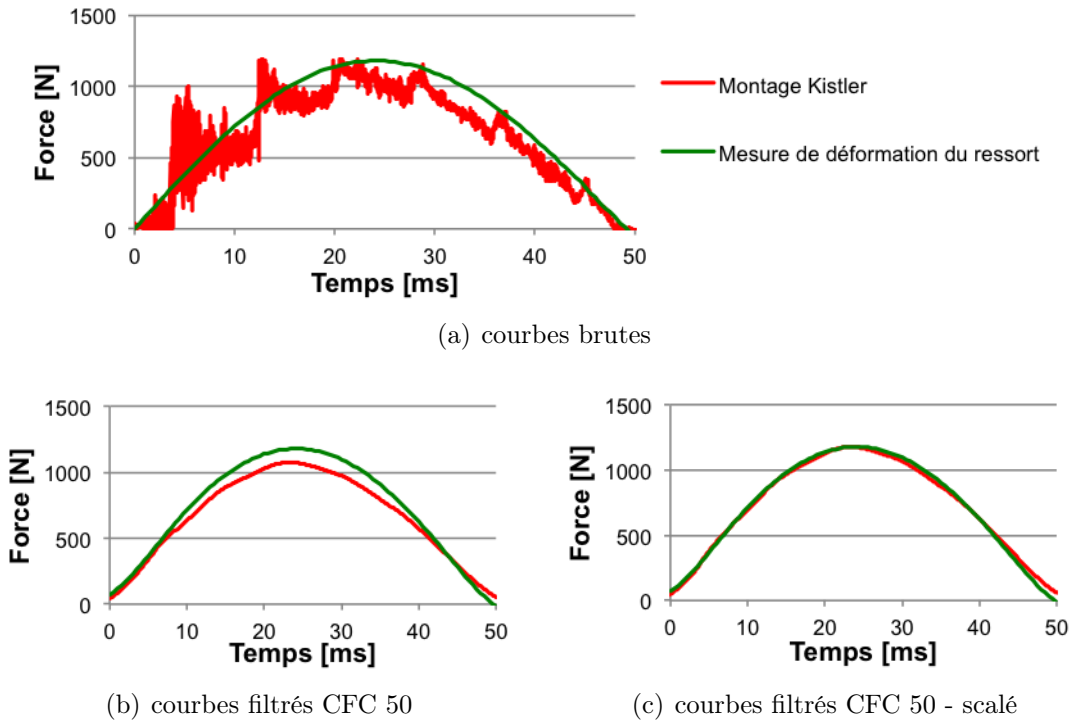 1500
1000
500
0
Force [N]
0 10 20 30 40 50
Temps [ms]
Montage Kistler
Mesure de déformation du ressort
(a) courbes brutes
1500
1000
500
0
Force [N]
0 10 20 30 40 50
Temps [ms]
(b) courbes filtrés CFC 50
1500
1000
500
0
Force [N]
0 10 20 30 40 50
Temps [ms]
(c) courbes filtrés CFC 50 - scalé